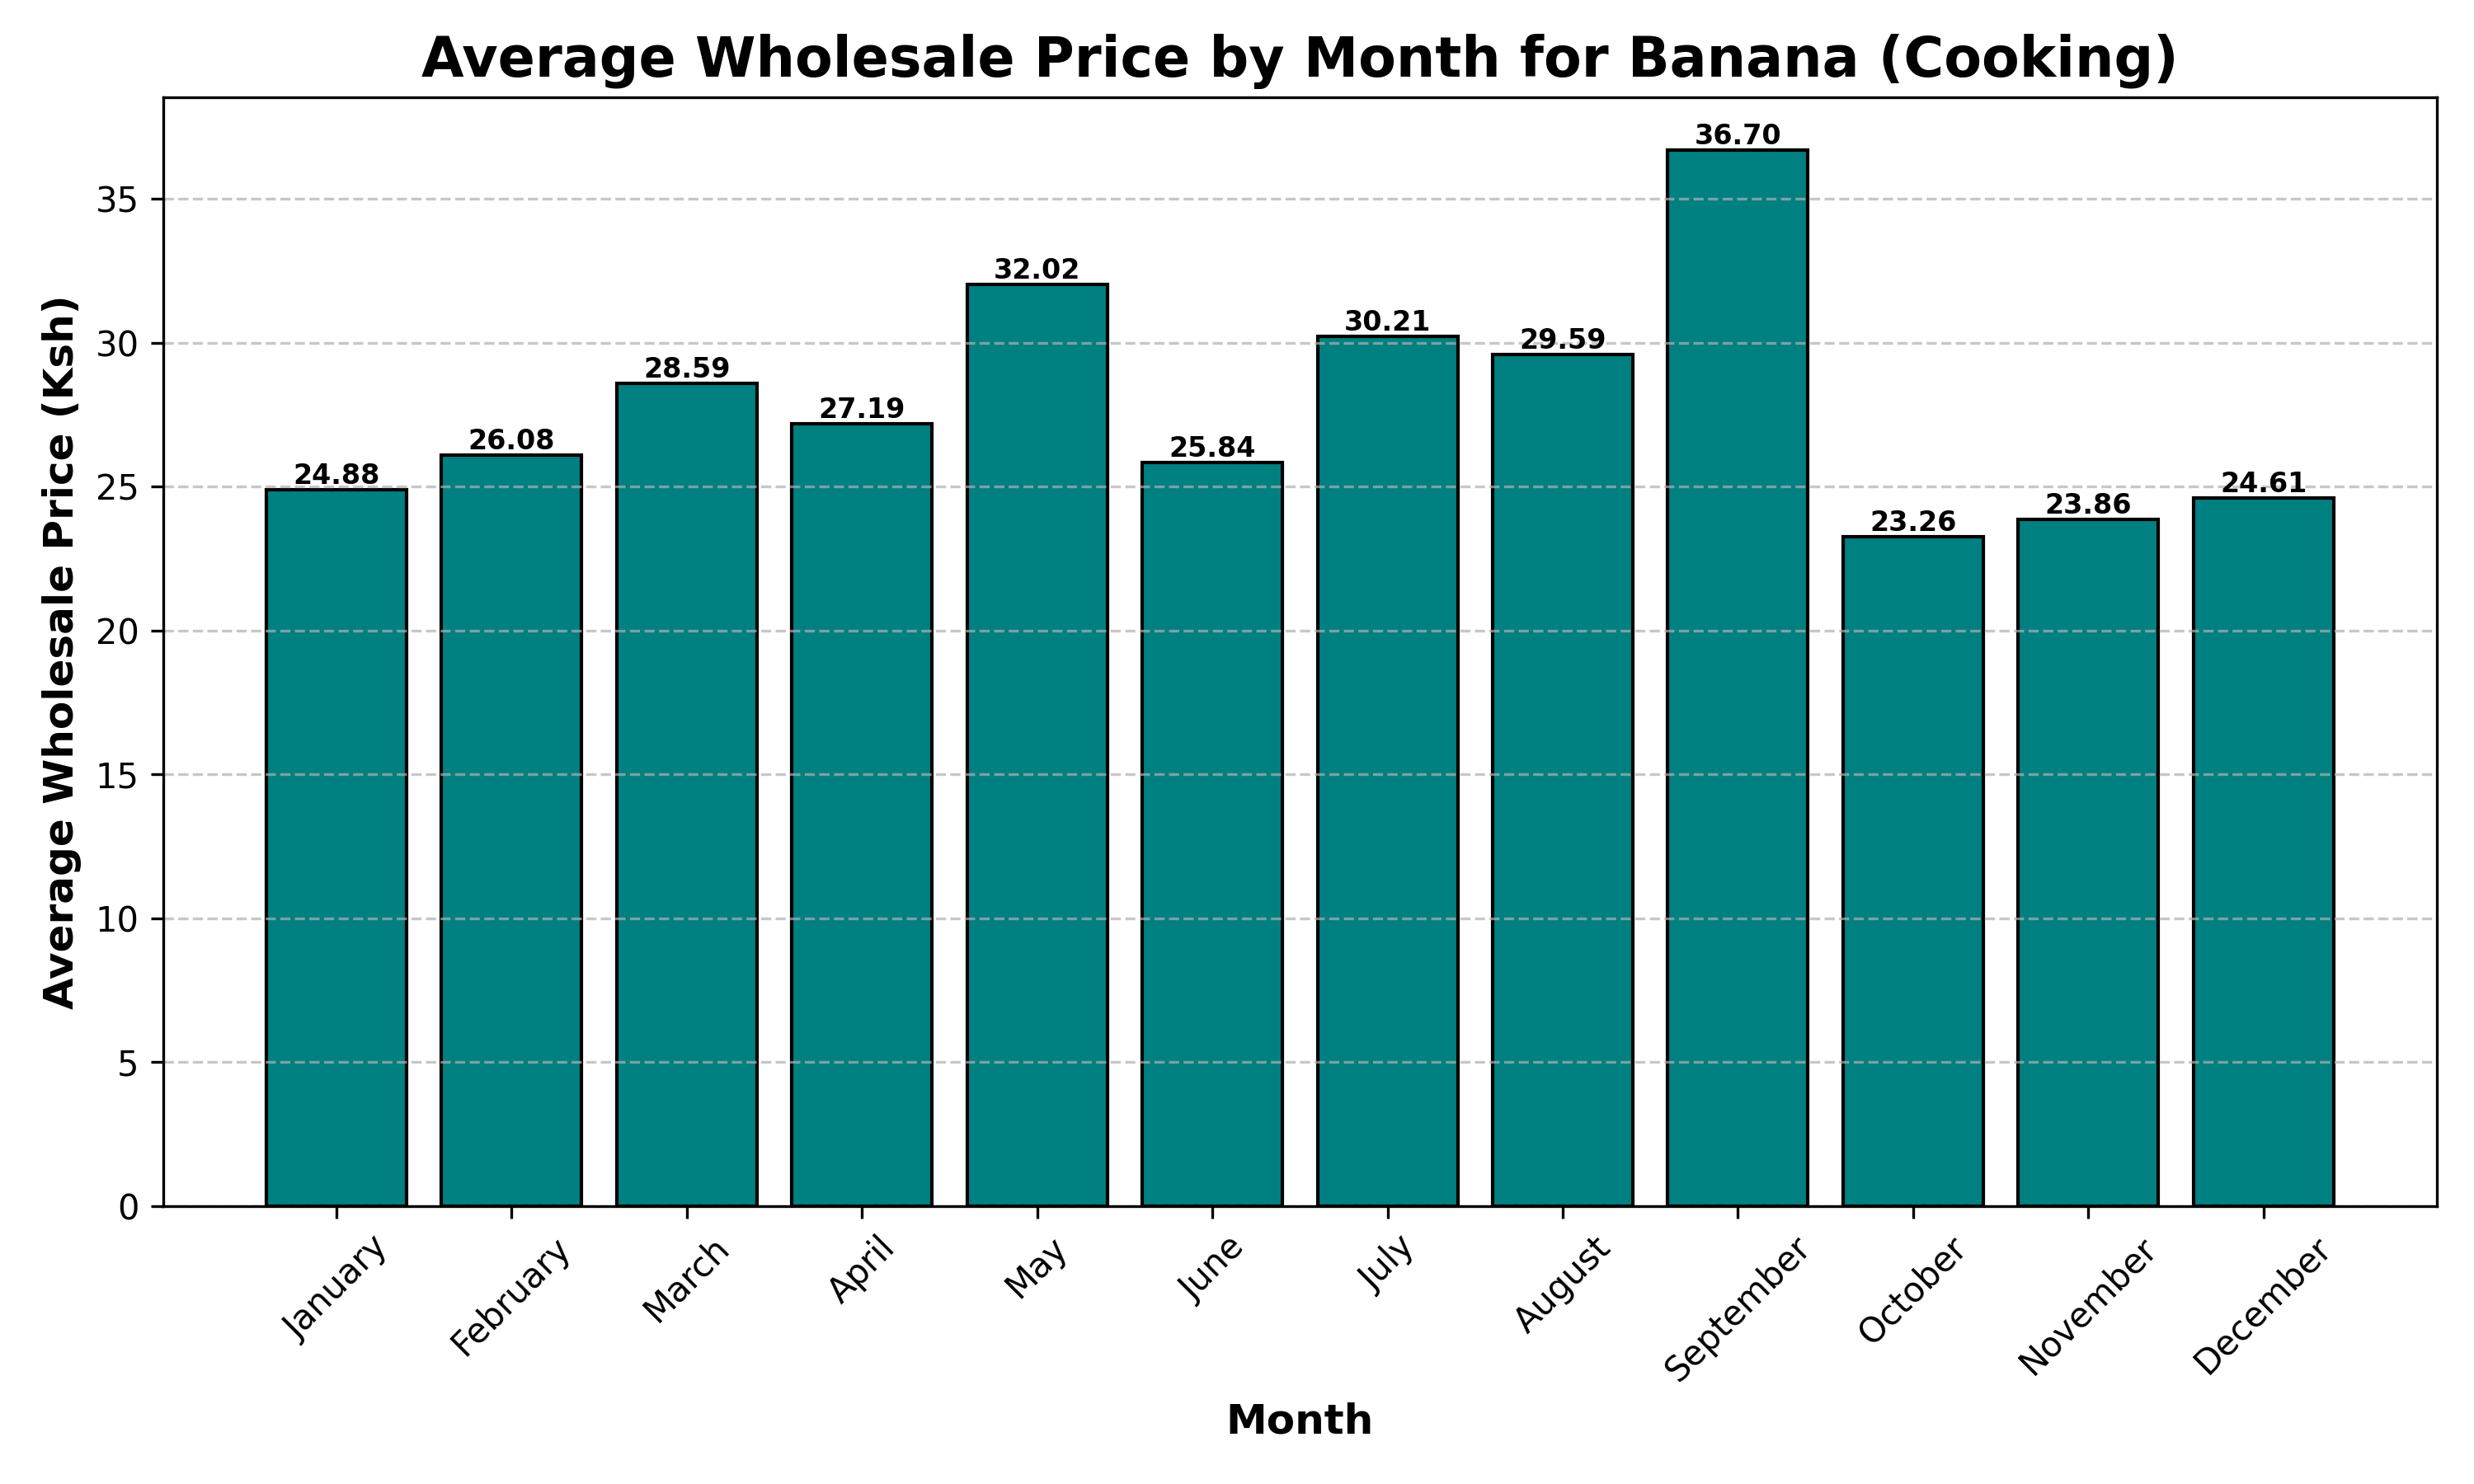 Average Wholesale Price by Month for Banana (Cooking)
Average Wholesale Price (Ksh)
35
30
25
20
15
10
5
0
24.88
26.08
28.59
27.19
32.02
25.84
30.21
29.59
36.70
23.26
23.86
24.61
January
February
March
April
May
June
July
August
September
October
November
December
Month